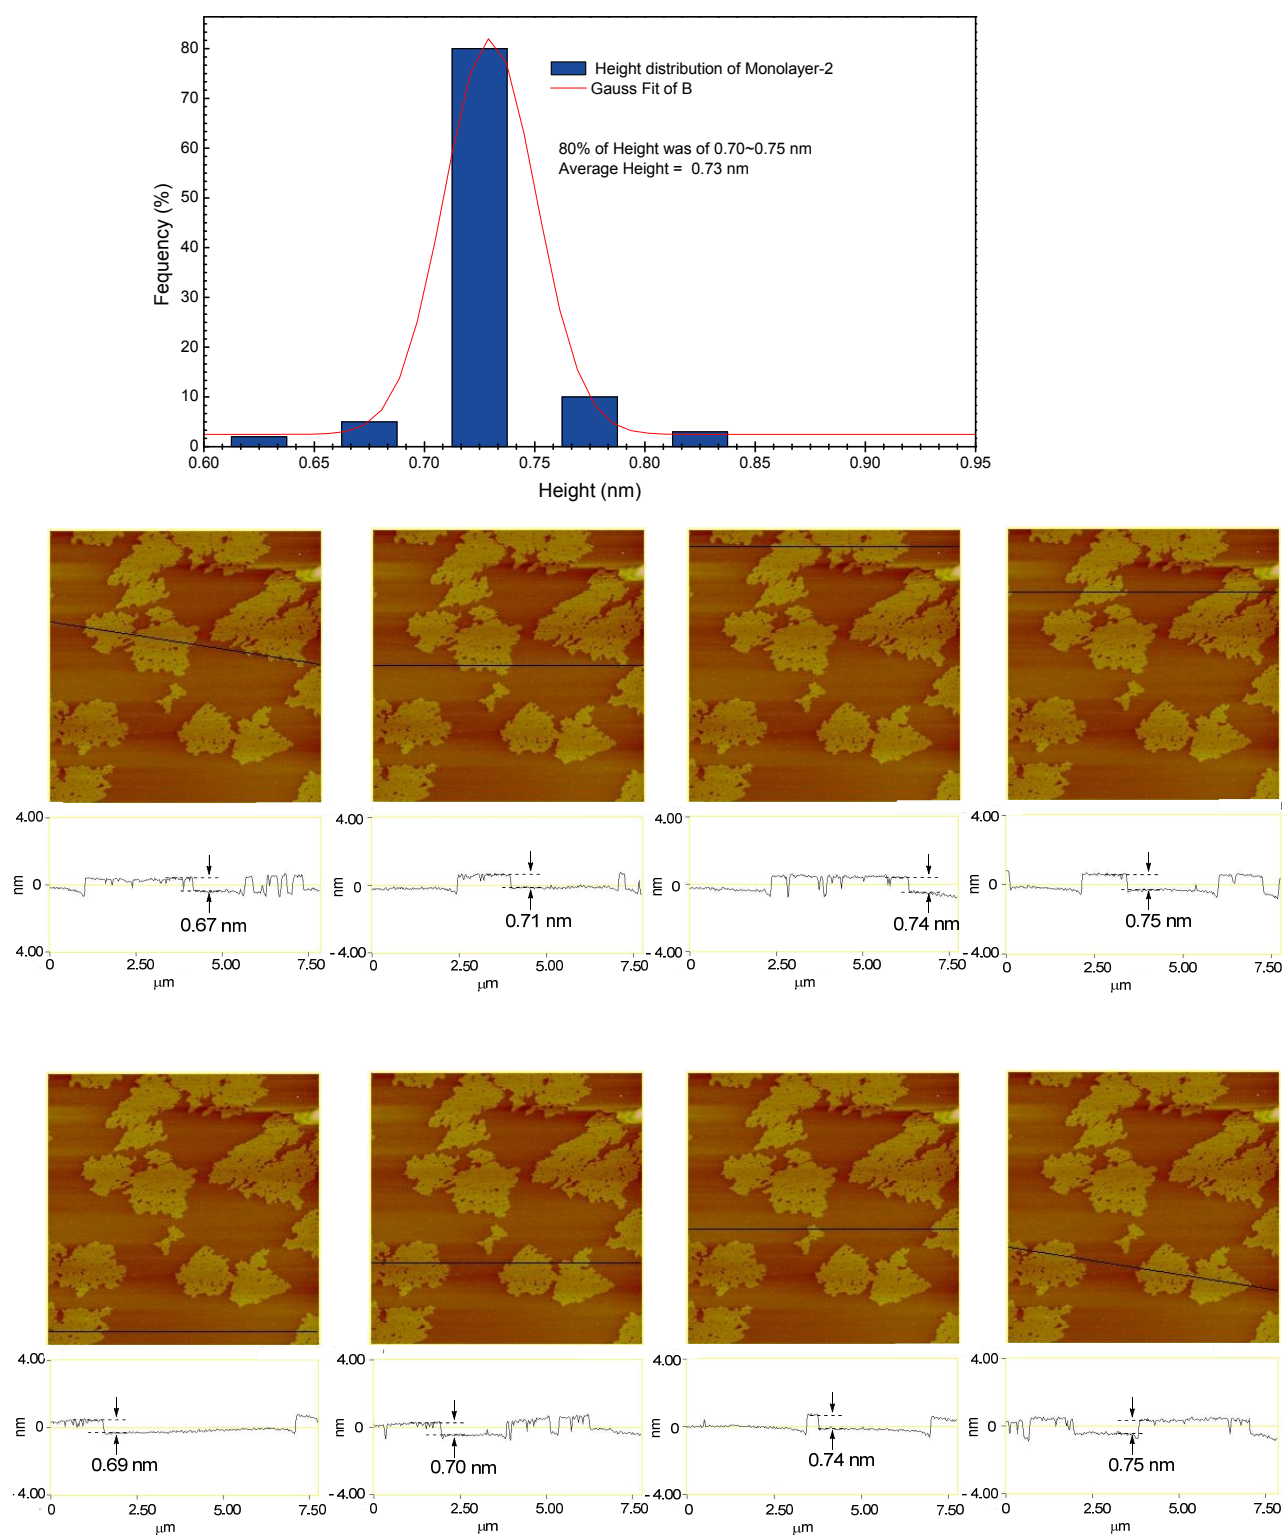 80
70
60
50
40
30
20
10
0
Fequency (%)
Height distribution of Monolayer-2
Gauss Fit of B
80% of Height was of 0.70~0.75 nm
Average Height = 0.73 nm
0.60 0.65 0.70 0.75 0.80 0.85 0.90 0.95
Height (nm)
4.00 4.00 4.00 4.00
nm 0 0 0 nm 0
0.67 nm 0.71 nm 0.74 nm 0.75 nm
4.00 -4.00 -4.00 -4.00
0 2.50 5.00 7.50 0 2.50 5.00 7.50 0 2.50 5.00 7.50 0 2.50 5.00 7.50
μm μm μm μm
4.00 4.00 4.00 4.00
nm 0 0 0 nm 0
0.69 nm 0.70 nm 0.74 nm 0.75 nm
-4.00 -4.00 -4.00 -4.00
0 2.50 5.00 7.50 0 2.50 5.00 7.50 0 2.50 5.00 7.50 0 2.50 5.00 7.50
μm μm μm μm